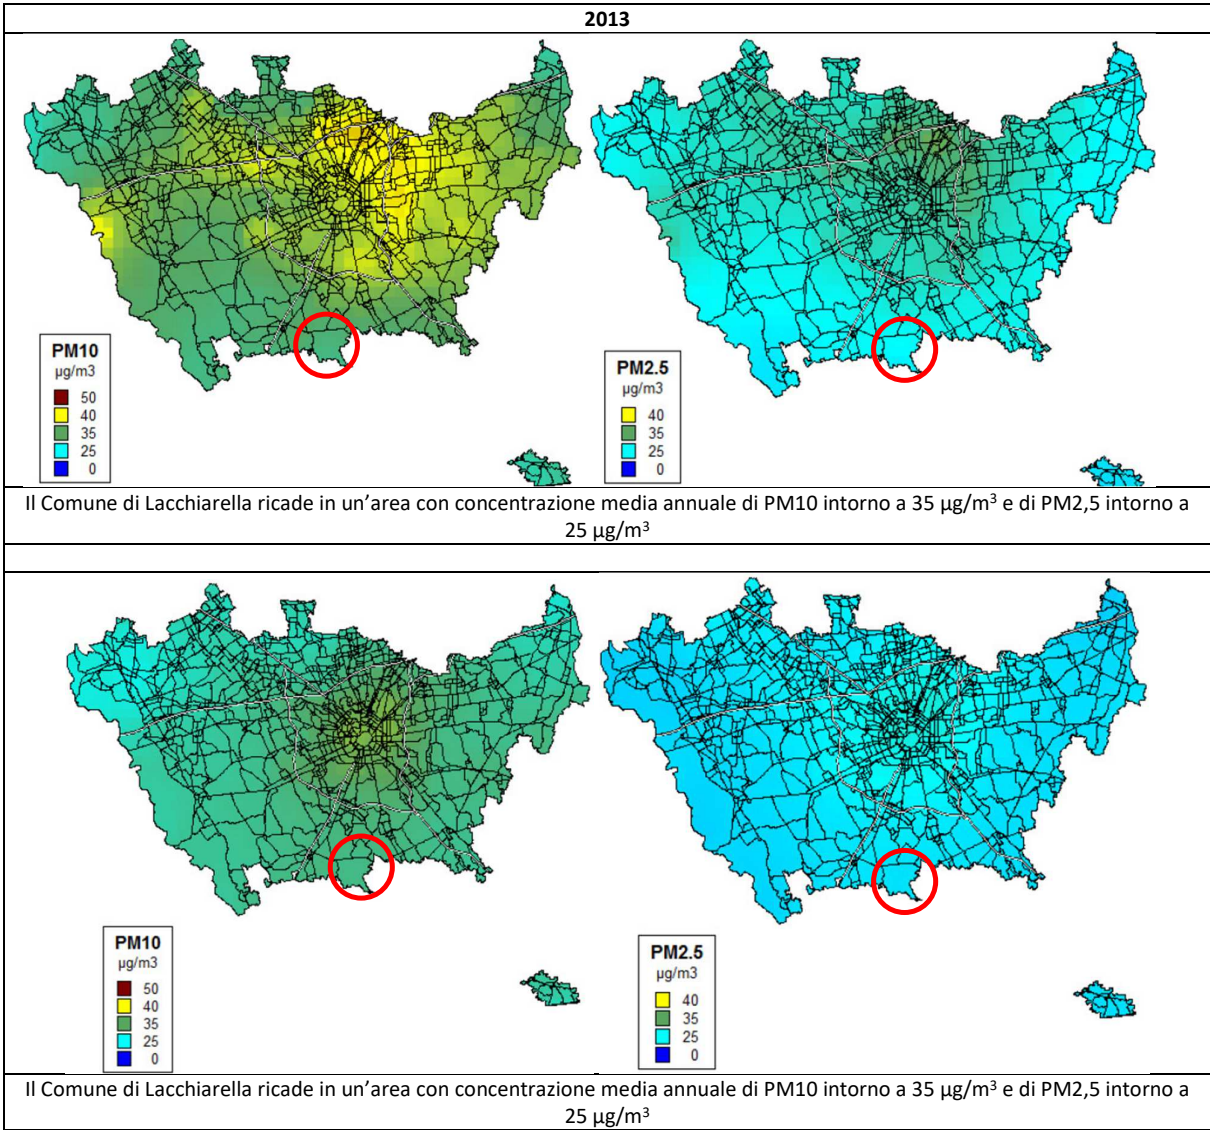 2013
PM10
µg/m3
50
40
35
25
0
PM2.5
µg/m3
40
35
25
0
Il Comune di Lacchiarella ricade in un’area con concentrazione media annuale di PM10 intorno a 35 µg/m³ e di PM2,5 intorno a
25 µg/m³
PM10
µg/m3
50
40
35
25
0
PM2.5
µg/m3
40
35
25
0
Il Comune di Lacchiarella ricade in un’area con concentrazione media annuale di PM10 intorno a 35 µg/m³ e di PM2,5 intorno a
25 µg/m³